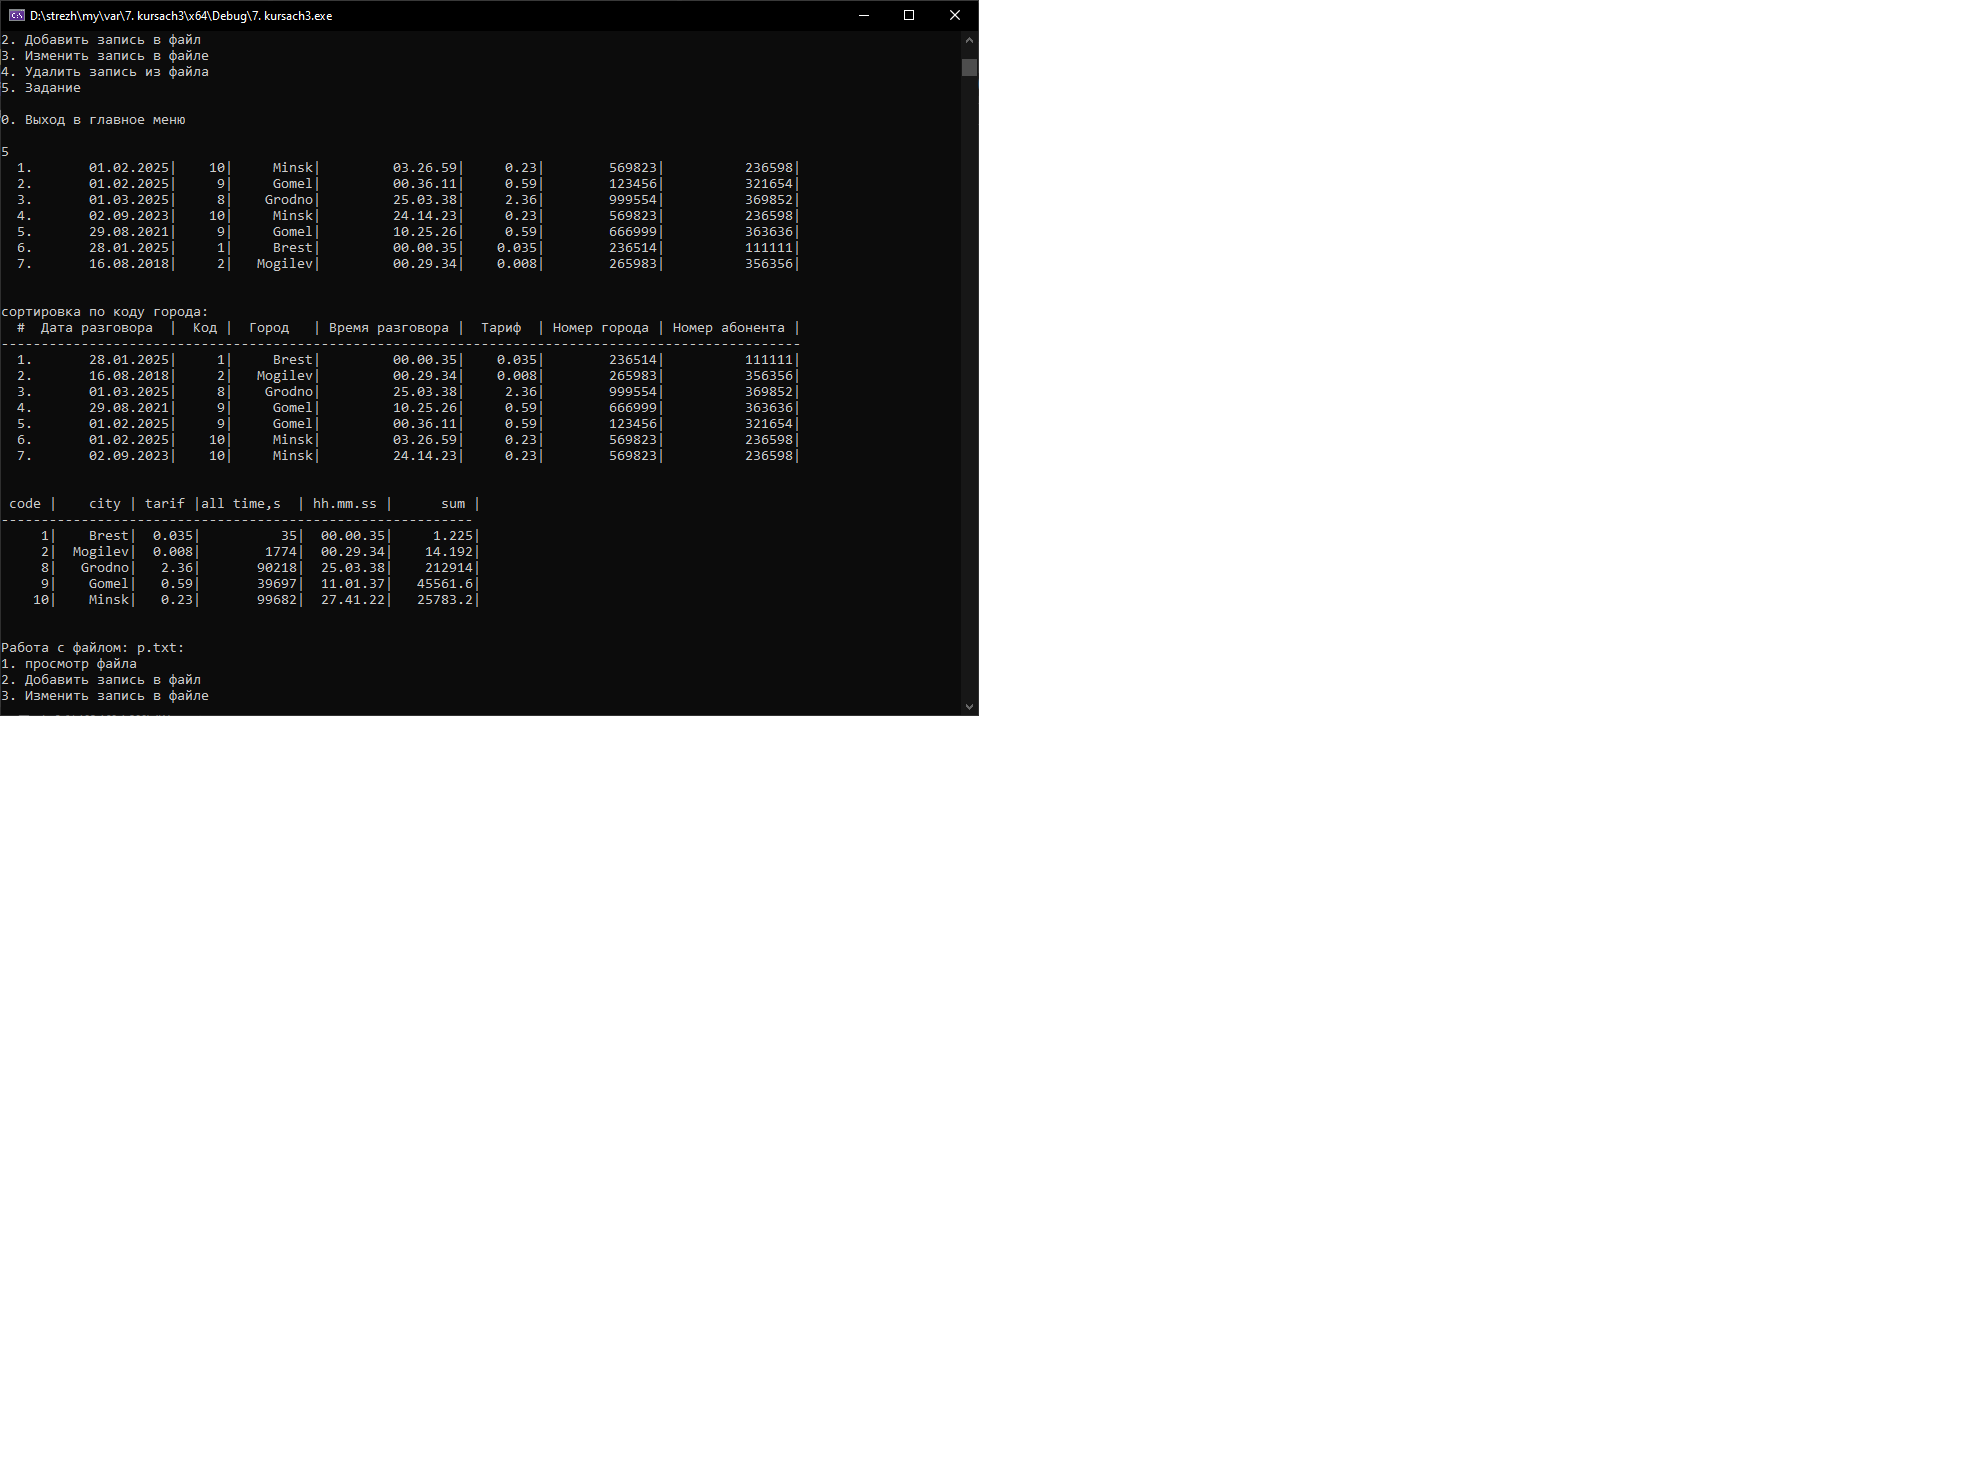 D:\strezh\my\var\7. kursach3\x64\Debug\7. kursach3.exe
2. Добавить запись в файл
3. Изменить запись в файле
4. Удалить запись из файла
5. Задание
0. Выход в главное меню
5
1. 01.02.2025| 10| Minsk| 03.26.59| 0.23| 569823| 236598|
2. 01.02.2025| 9| Gomel| 00.36.11| 0.59| 123456| 321654|
3. 01.03.2025| 8| Grodno| 25.03.38| 2.36| 999554| 369852|
4. 02.09.2023| 10| Minsk| 24.14.23| 0.23| 569823| 236598|
5. 29.08.2021| 9| Gomel| 10.25.26| 0.59| 666999| 363636|
6. 28.01.2025| 1| Brest| 00.00.35| 0.035| 236514| 111111|
7. 16.08.2018| 2| Mogilev| 00.29.34| 0.008| 265983| 356356|
сортировка по коду города:
# Дата разговора | Код | Город | Время разговора | Тариф | Номер города | Номер абонента |
----------------------------------------------------------------------------------------------------
1. 28.01.2025| 1| Brest| 00.00.35| 0.035| 236514| 111111|
2. 16.08.2018| 2| Mogilev| 00.29.34| 0.008| 265983| 356356|
3. 01.03.2025| 8| Grodno| 25.03.38| 2.36| 999554| 369852|
4. 29.08.2021| 9| Gomel| 10.25.26| 0.59| 666999| 363636|
5. 01.02.2025| 9| Gomel| 00.36.11| 0.59| 123456| 321654|
6. 01.02.2025| 10| Minsk| 03.26.59| 0.23| 569823| 236598|
7. 02.09.2023| 10| Minsk| 24.14.23| 0.23| 569823| 236598|
code | city | tarif |all time,s | hh.mm.ss | sum |
-----------------------------------------------------------
1| Brest| 0.035| 35| 00.00.35| 1.225|
2| Mogilev| 0.008| 1774| 00.29.34| 14.192|
8| Grodno| 2.36| 90218| 25.03.38| 212914|
9| Gomel| 0.59| 39697| 11.01.37| 45561.6|
10| Minsk| 0.23| 99682| 27.41.22| 25783.2|
Работа с файлом: p.txt:
1. просмотр файла
2. Добавить запись в файл
3. Изменить запись в файле